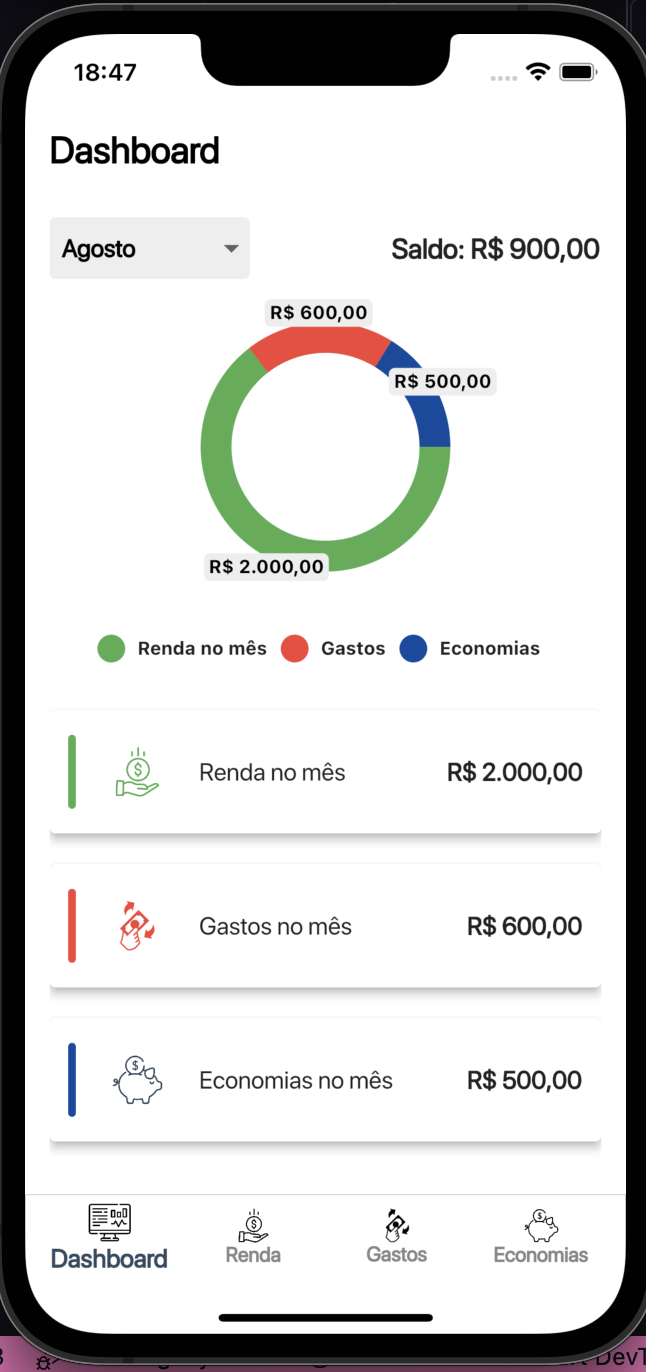 18:47
Dashboard
Agosto
Saldo: R$ 900,00
R$ 600,00
R$ 500,00
R$ 2.000,00
Renda no mês
Gastos
Economias
Renda no mês
R$ 2.000,00
Gastos no mês
R$ 600,00
Economias no mês
R$ 500,00
Dashboard
Renda
Gastos
Economias